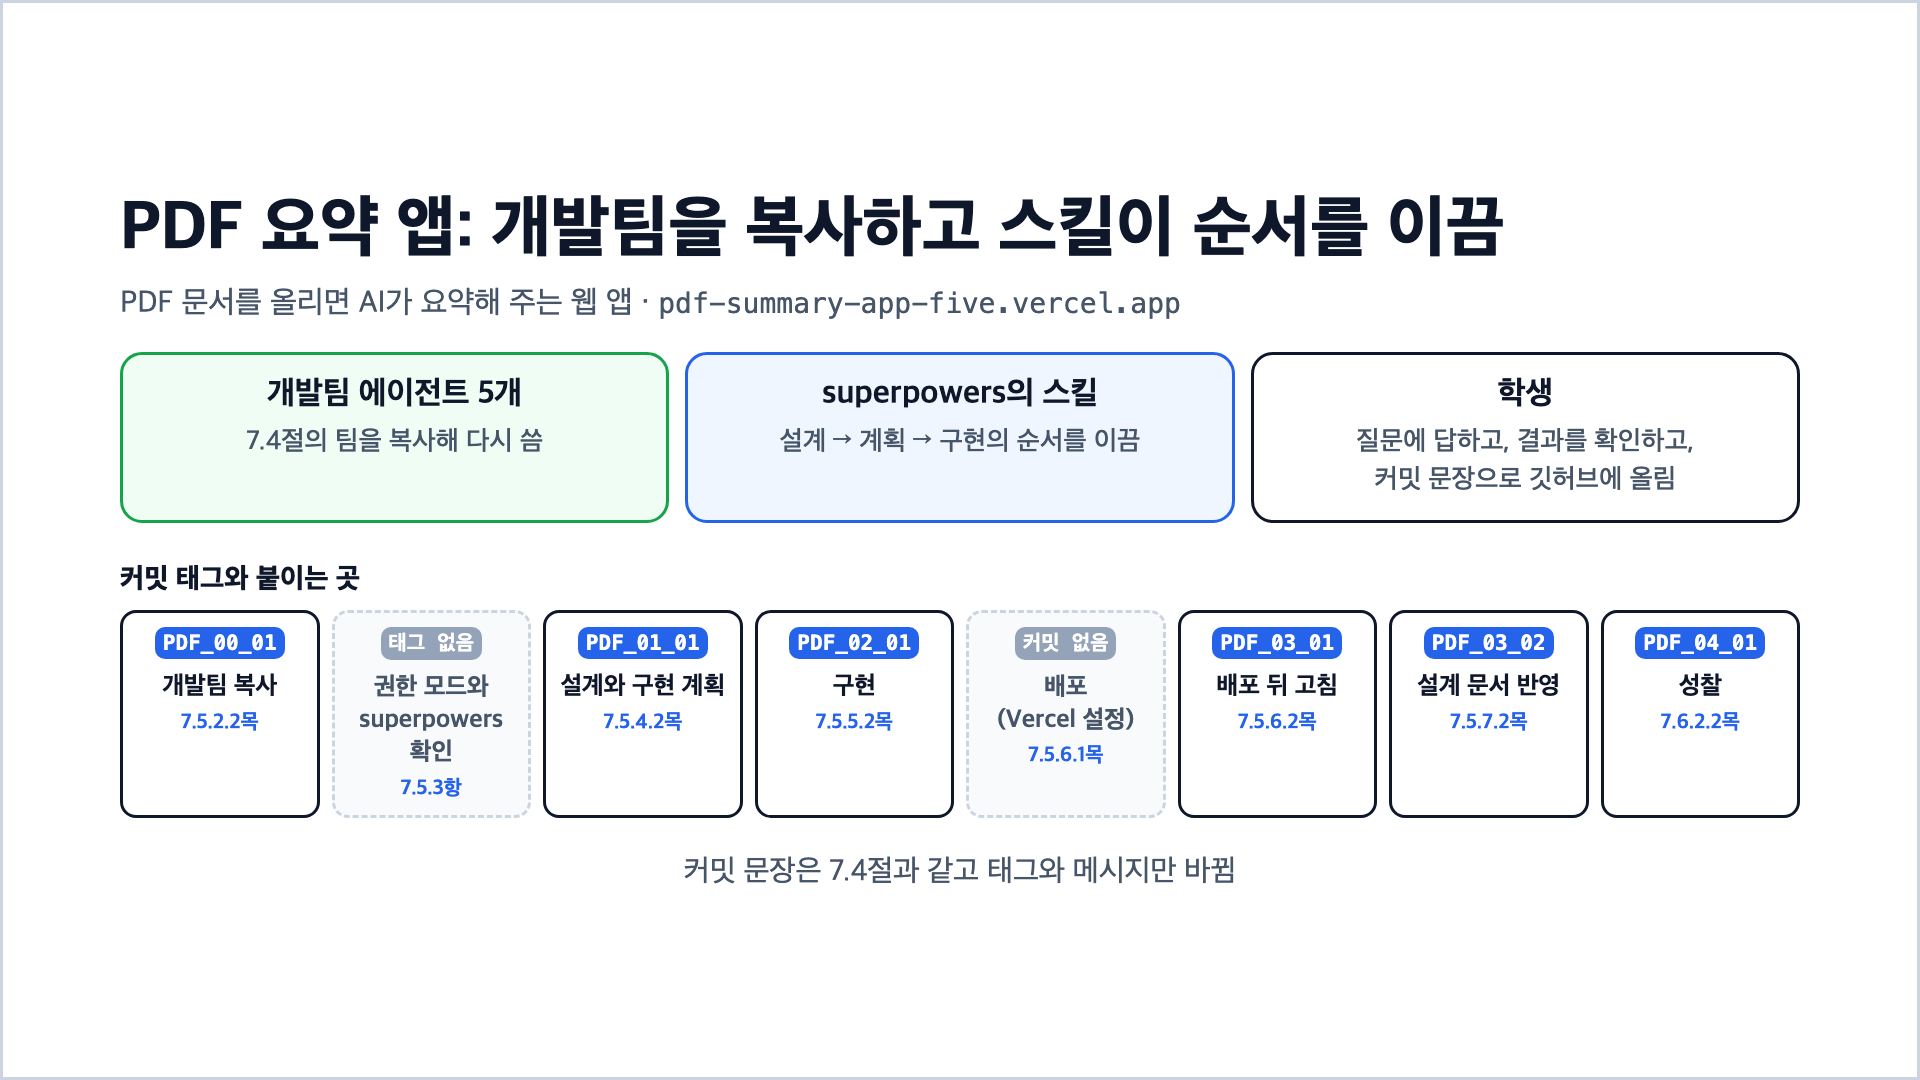 PDF 요약 앱: 개발팀을 복사하고 스킬이 순서를 이끔
PDF 문서를 올리면 AI가 요약해 주는 웹 앱 · pdf-summary-app-five.vercel.app
개발팀 에이전트 5개
7.4절의 팀을 복사해 다시 씀
superpowers의 스킬
설계 → 계획 → 구현의 순서를 이끔
학생
질문에 답하고, 결과를 확인하고,
커밋 문장으로 깃허브에 올림
커밋 태그와 붙이는 곳
PDF_00_01
개발팀 복사
7.5.2.2목
태그 없음
권한 모드와
superpowers
확인
7.5.3항
PDF_01_01
설계와 구현 계획
7.5.4.2목
PDF_02_01
구현
7.5.5.2목
커밋 없음
배포
(Vercel 설정)
7.5.6.1목
PDF_03_01
배포 뒤 고침
7.5.6.2목
PDF_03_02
설계 문서 반영
7.5.7.2목
PDF_04_01
성찰
7.6.2.2목
커밋 문장은 7.4절과 같고 태그와 메시지만 바뀜